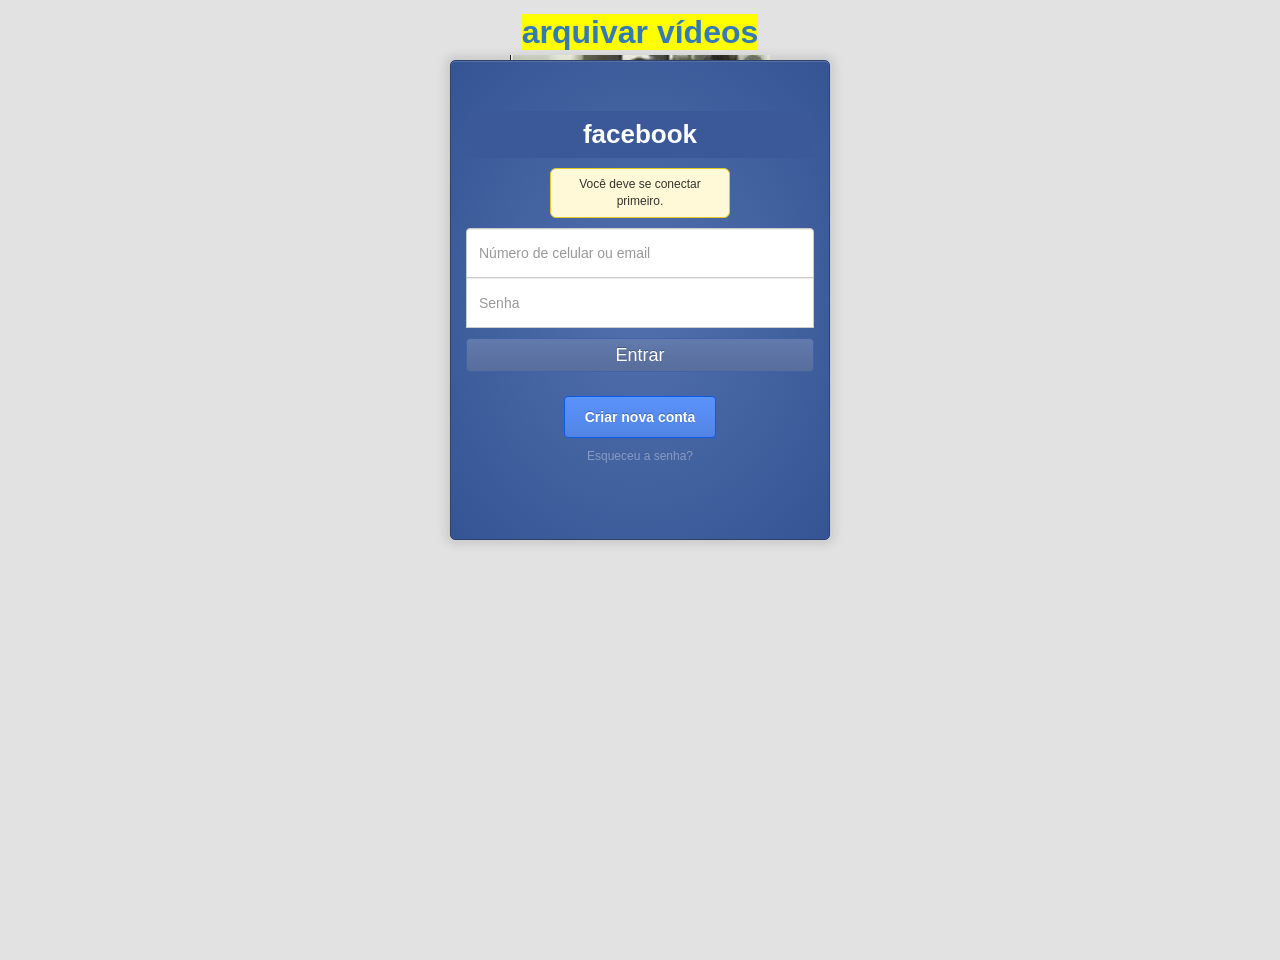 arquivar vídeos
facebook
Você deve se conectar
primeiro.
Número de celular ou email
Senha
Entrar
Criar nova conta
Esqueceu a senha?